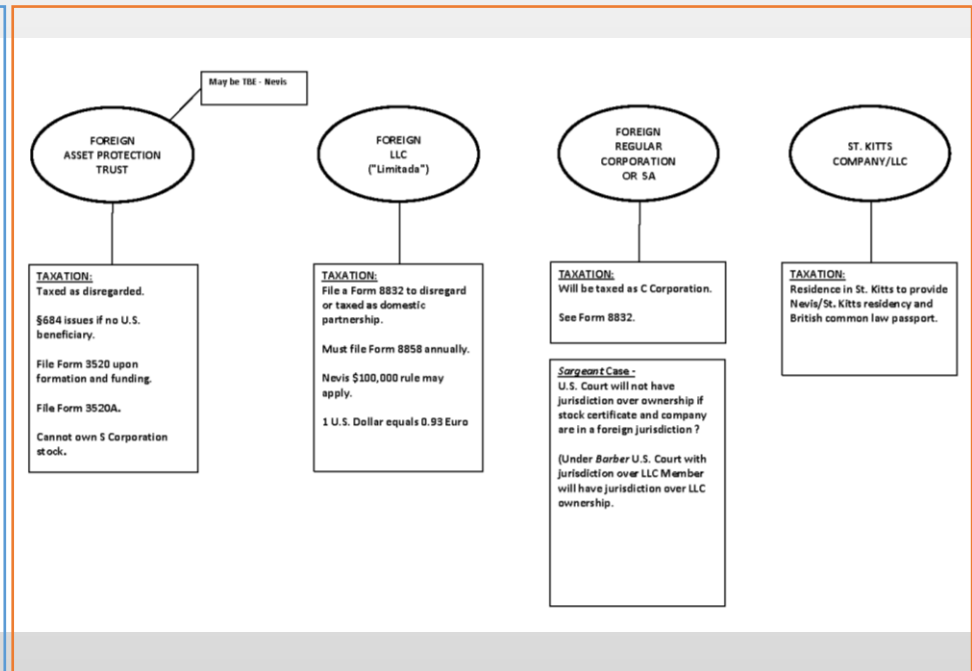 May be TBE - Nevis
FOREIGN
ASSET PROTECTION
TRUST
FOREIGN
LLC
("Limitada")
FOREIGN
REGULAR
CORPORATION
OR SA
ST. KITTS
COMPANY/LLC
TAXATION:
Taxed as disregarded.
§684 issues if no U.S.
beneficiary.
File Form 3520 upon
formation and funding.
File Form 3520A.
Cannot own S Corporation
stock.
TAXATION:
File a Form 8832 to disregard
or taxed as domestic
partnership.
Must file Form 8858 annually.
Nevis $100,000 rule may
apply.
1 U.S. Dollar equals 0.93 Euro
TAXATION:
Will be taxed as C Corporation.
See Form 8832.
Sargeant Case -
U.S. Court will not have
jurisdiction over ownership if
stock certificate and company
are in a foreign jurisdiction ?
(Under Barber U.S. Court with
jurisdiction over LLC Member
will have jurisdiction over LLC
ownership.
TAXATION:
Residence in St. Kitts to provide
Nevis/St. Kitts residency and
British common law passport.